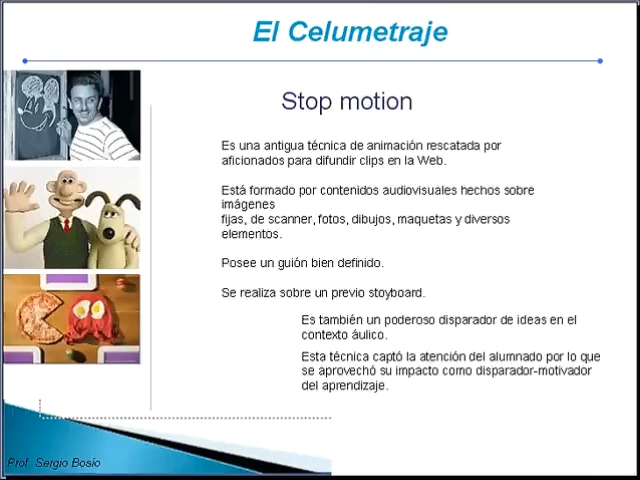 El Celumetraje
Stop motion
Es una antigua técnica de animación rescatada por
aficionados para difundir clips en la Web.
Está formado por contenidos audiovisuales hechos sobre
imágenes
fijas, de scanner, fotos, dibujos, maquetas y diversos
elementos.
Posee un guión bien definido.
Se realiza sobre un previo stoyboard.
Es también un poderoso disparador de ideas en el
contexto áulico.
Esta técnica captó la atención del alumnado por lo que
se aprovechó su impacto como disparador-motivador
del aprendizaje.
Prof. Sergio Bosio